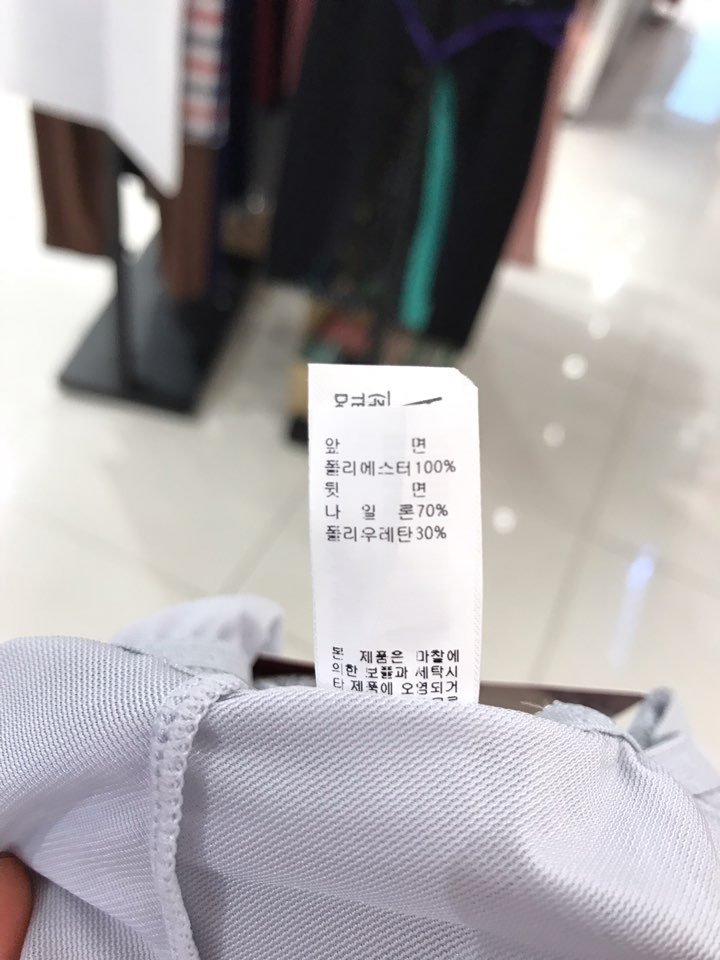 앞 면
폴리에스터100%
뒷 면
나 일 론70%
폴리우레탄30%
본 제품은 마찰에
의한 보풀과 세탁시
타 제품에 오염되거